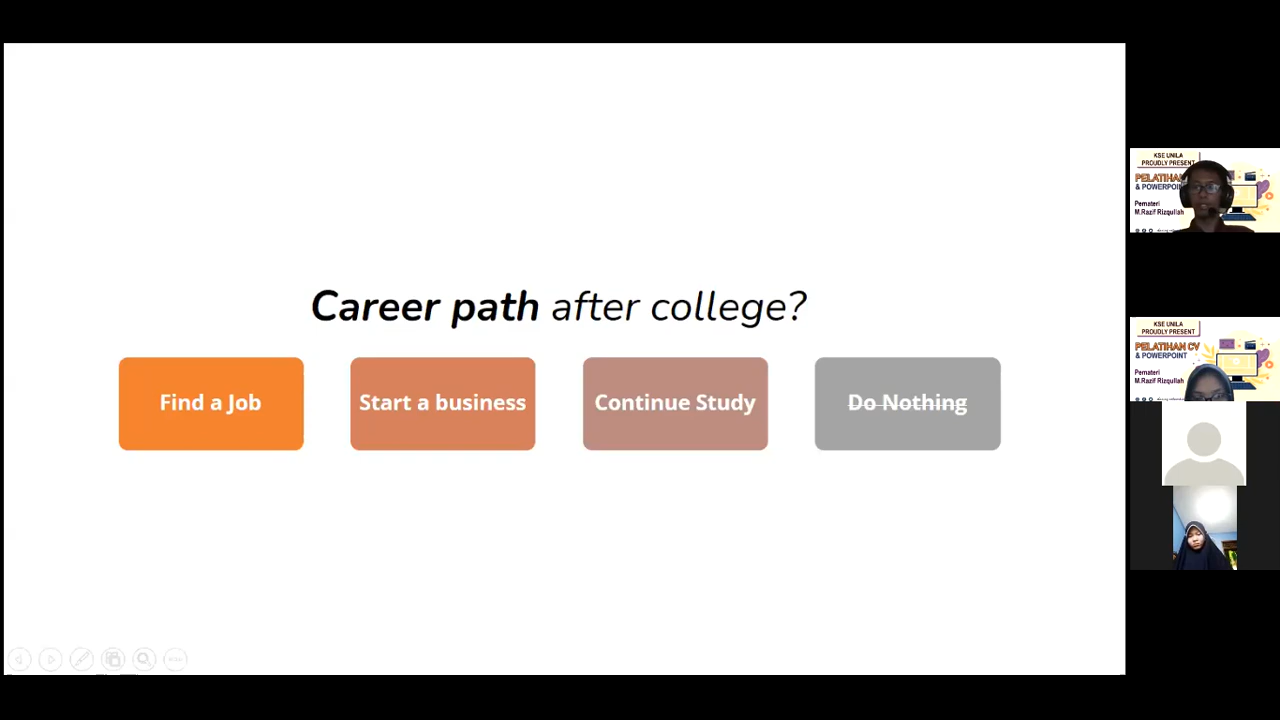 Career path after college?
Find a Job
Start a business
Continue Study
Do Nothing
KSE UNILA
PROUDLY PRESENT
PELATIHAN
& POWERPOINT
Pemateri
M.Razif Rizqullah
KSE UNILA
PROUDLY PRESENT
PELATIHAN CV
& POWERPOINT
Pemateri
M.Razif Rizqullah